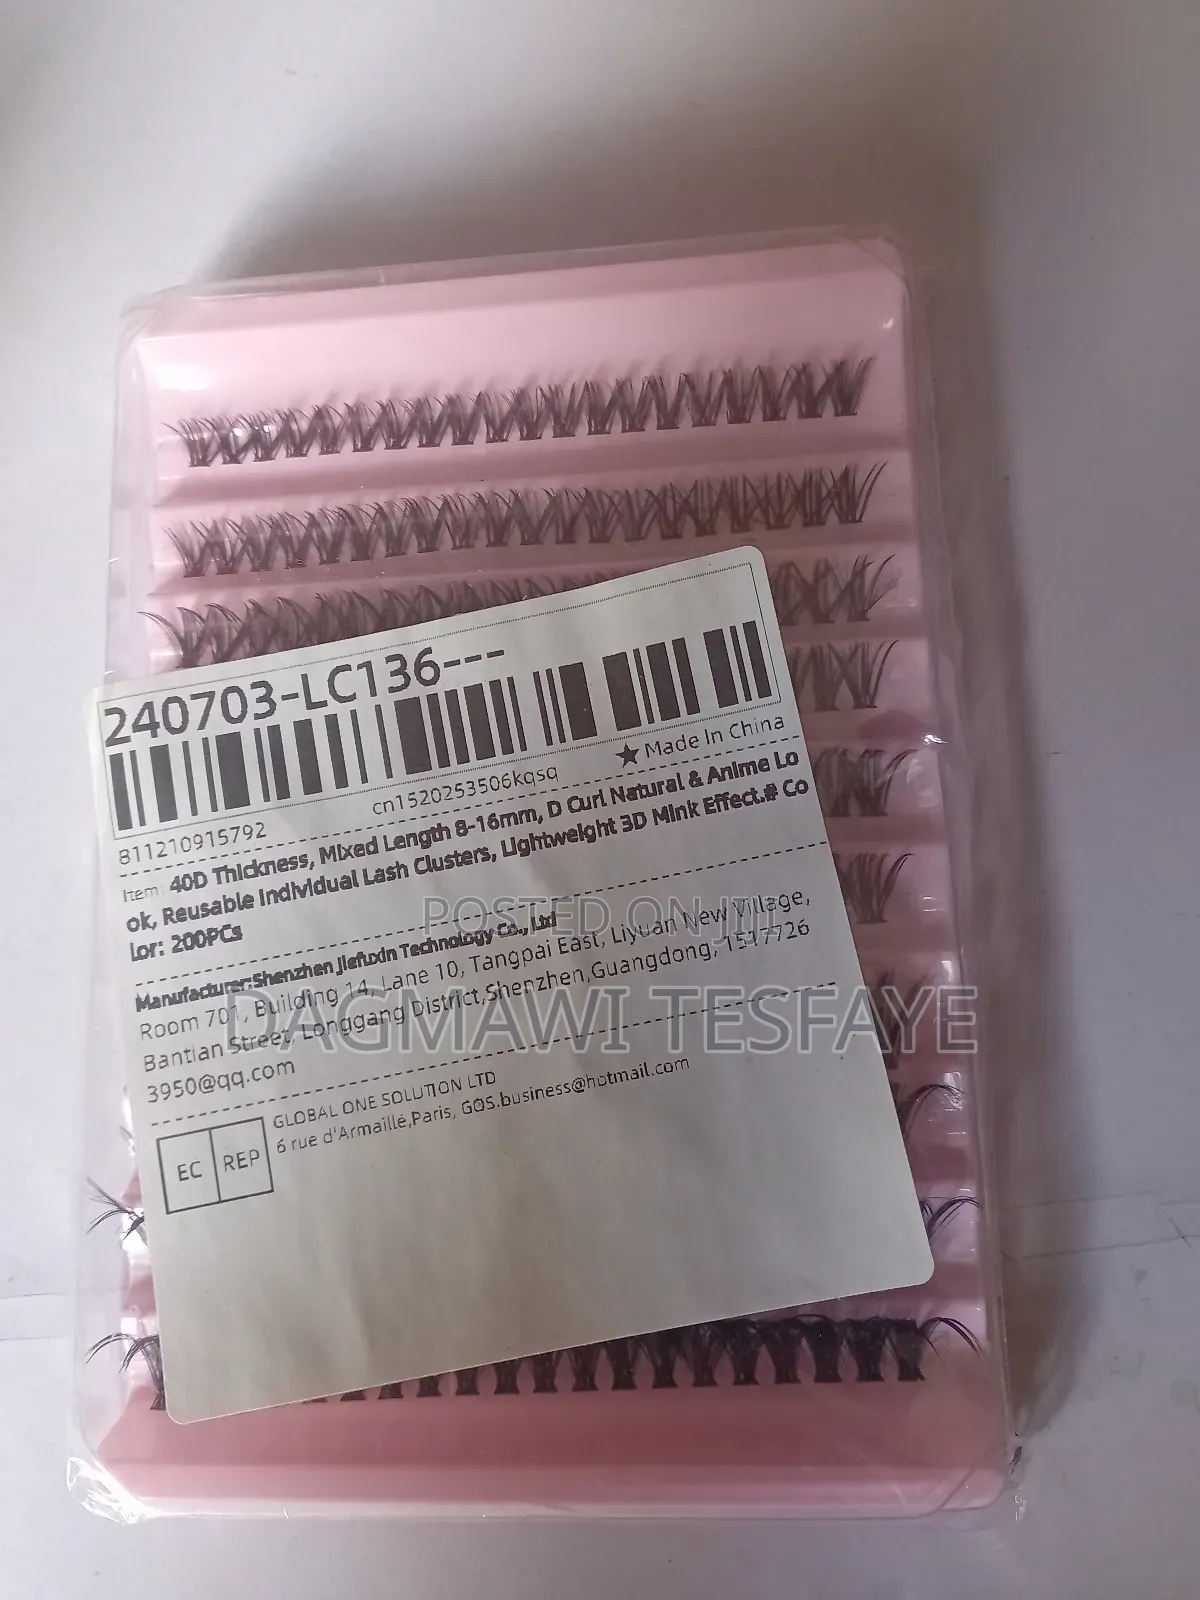 240703-LC136---
cn1520253506kqsq
★ Made In China
811210915792
Item: 40D Thickness, Mixed Length 8-16mm, D Curl Natural & Anime Lo
ok, Reusable Individual Lash Clusters, Lightweight 3D Mink Effect.# Co
lor: 200PCs
Manufacturer:Shenzhen Jiefuxin Technology Co., Ltd
Room 701, Building 14, Lane 10, Tangpai East, Liyuan New Village,
Bantian Street, Longgang District,Shenzhen,Guangdong, 1517726
3950@qq.com
EC REP
GLOBAL ONE SOLUTION LTD
6 rue d'Armaillé,Paris, GOS.business@hotmail.com
POSTED ON JIJI
DAGMAWI TESFAYE